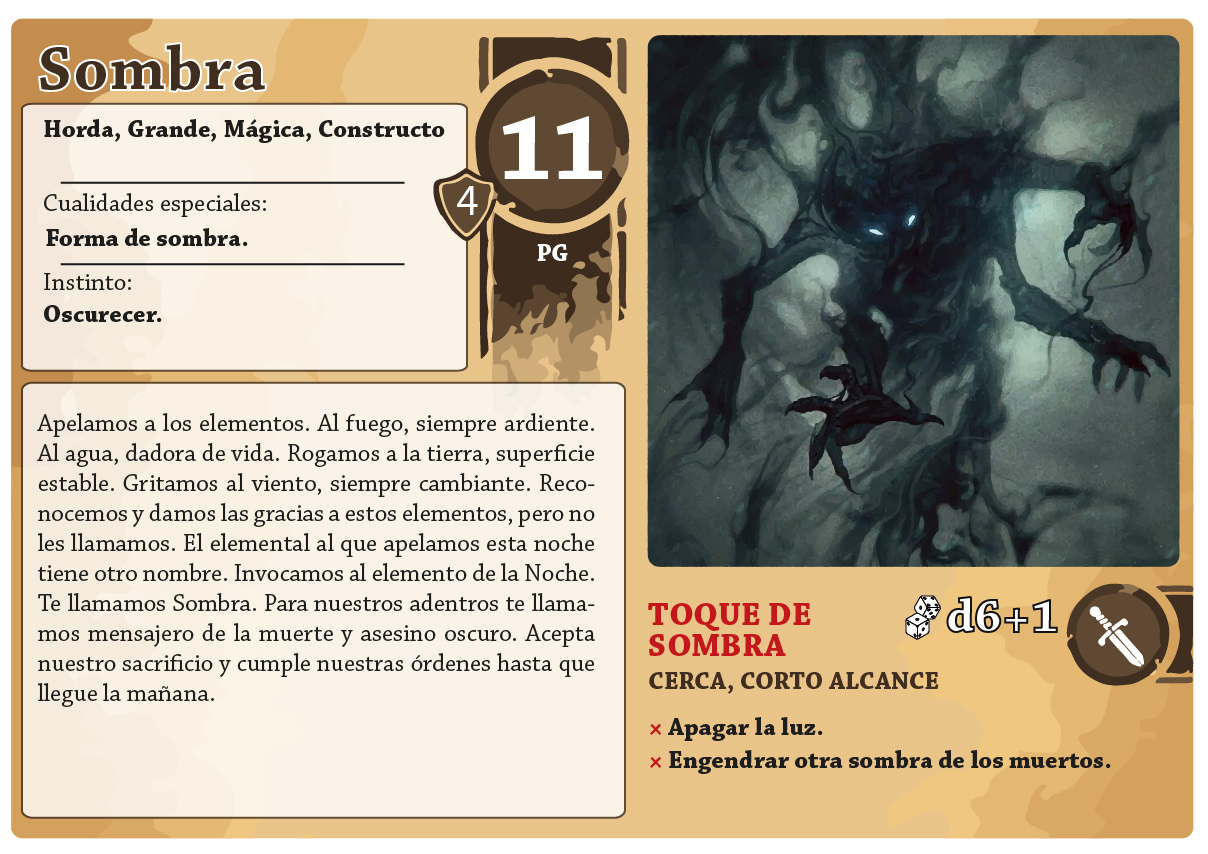 Sombra
Horda, Grande, Mágica, Constructo
Cualidades especiales:
Forma de sombra.
Instinto:
Oscurecer.
11
4
PG
Apelamos a los elementos. Al fuego, siempre ardiente.
Al agua, dadora de vida. Rogamos a la tierra, superficie
estable. Gritamos al viento, siempre cambiante. Reco-
nocemos y damos las gracias a estos elementos, pero no
les llamamos. El elemental al que apelamos esta noche
tiene otro nombre. Invocamos al elemento de la Noche.
Te llamamos Sombra. Para nuestros adentros te llama-
mos mensajero de la muerte y asesino oscuro. Acepta
nuestro sacrificio y cumple nuestras órdenes hasta que
llegue la mañana.
TOQUE DE
SOMBRA
d6+1
CERCA, CORTO ALCANCE
× Apagar la luz.
× Engendrar otra sombra de los muertos.